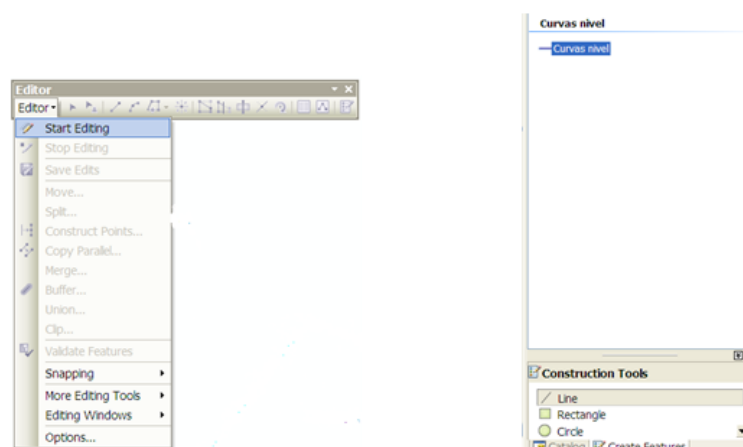 Editor
Editor
Start Editing
Stop Editing
Save Edits
Move...
Split...
Construct Points...
Copy Parallel...
Merge...
Buffer...
Union...
Clip...
Validate Features
Snapping
More Editing Tools
Editing Windows
Options...
Curvas nivel
Curvas nivel
Construction Tools
Line
Rectangle
Circle
Catalog
Create Features